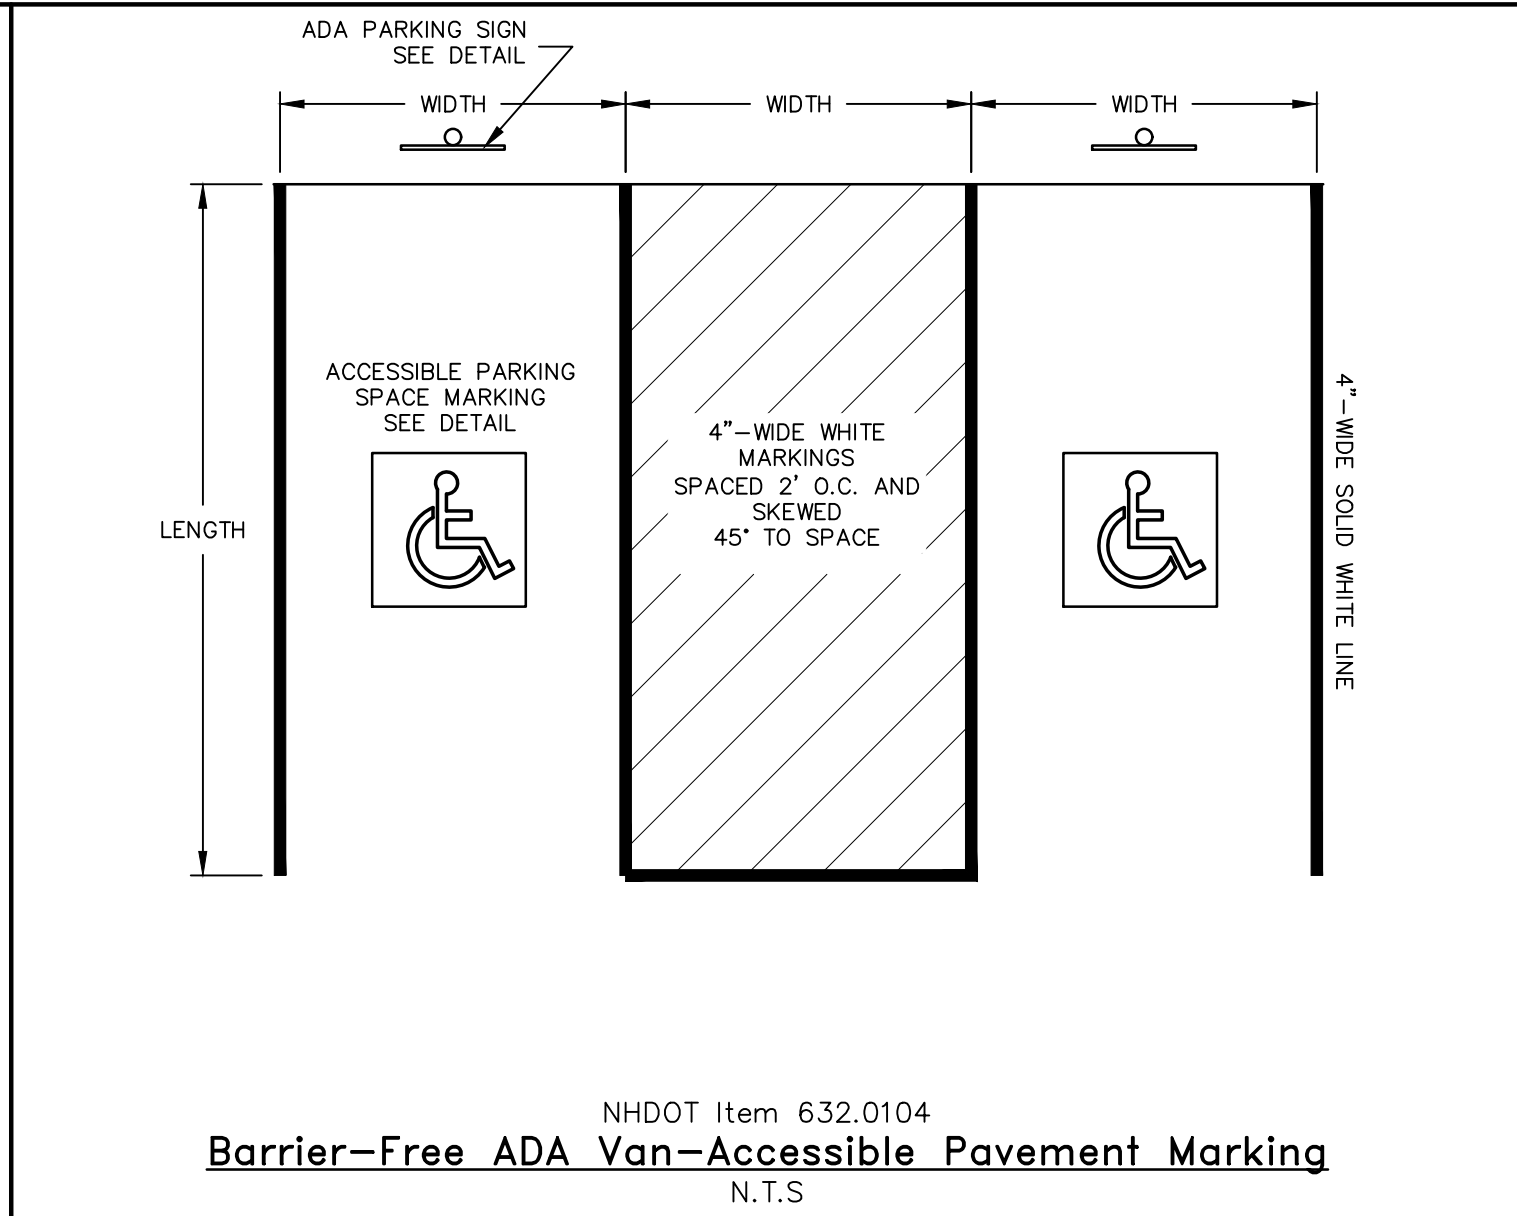 ADA PARKING SIGN
SEE DETAIL
WIDTH
WIDTH
WIDTH
ACCESSIBLE PARKING
SPACE MARKING
SEE DETAIL
4"-WIDE WHITE
MARKINGS
SPACED 2' O.C. AND
SKEWED
45° TO SPACE
LENGTH
4"-WIDE SOLID WHITE LINE
NHDOT Item 632.0104
Barrier-Free ADA Van-Accessible Pavement Marking
N.T.S